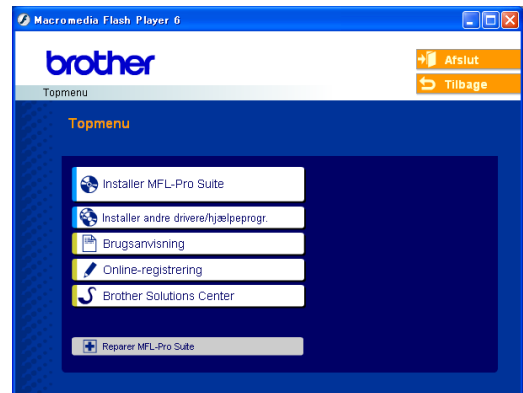 Macromedia Flash Player 6
brother
Afslut
Tilbage
Topmenu
Topmenu
Installer MFL-Pro Suite
Installer andre drivere/hjælpeprogr.
Brugsanvisning
Online-registrering
Brother Solutions Center
Reparer MFL-Pro Suite